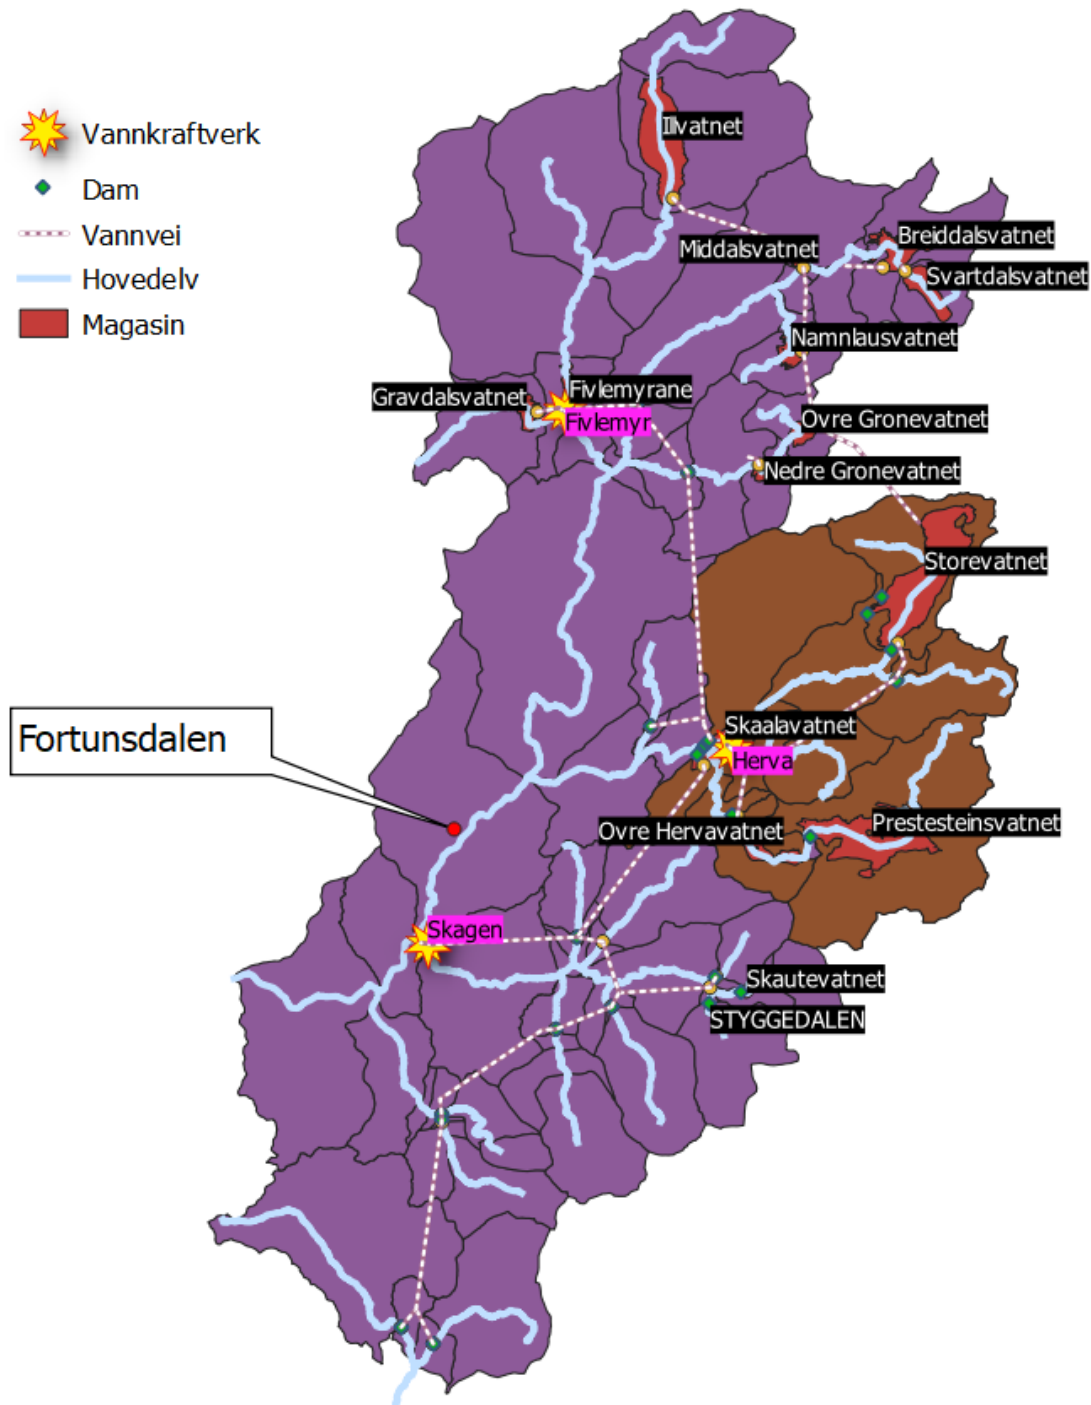 Vannkraftverk
Dam
Vannvei
Hovedelv
Magasin
Illvatnet
Middalsvatnet
Breiddalsvatnet
Svartdalsvatnet
Namnlausvatnet
Gravdalsvatnet
Fivlemyrane
Fivlemyr
Ovre Gronevatnet
Nedre Gronevatnet
Storevatnet
Fortunsdalen
Skaalavatnet
Herva
Ovre Hervavatnet
Prestesteinsvatnet
Skagen
Skautevatnet
STYGGEDALEN